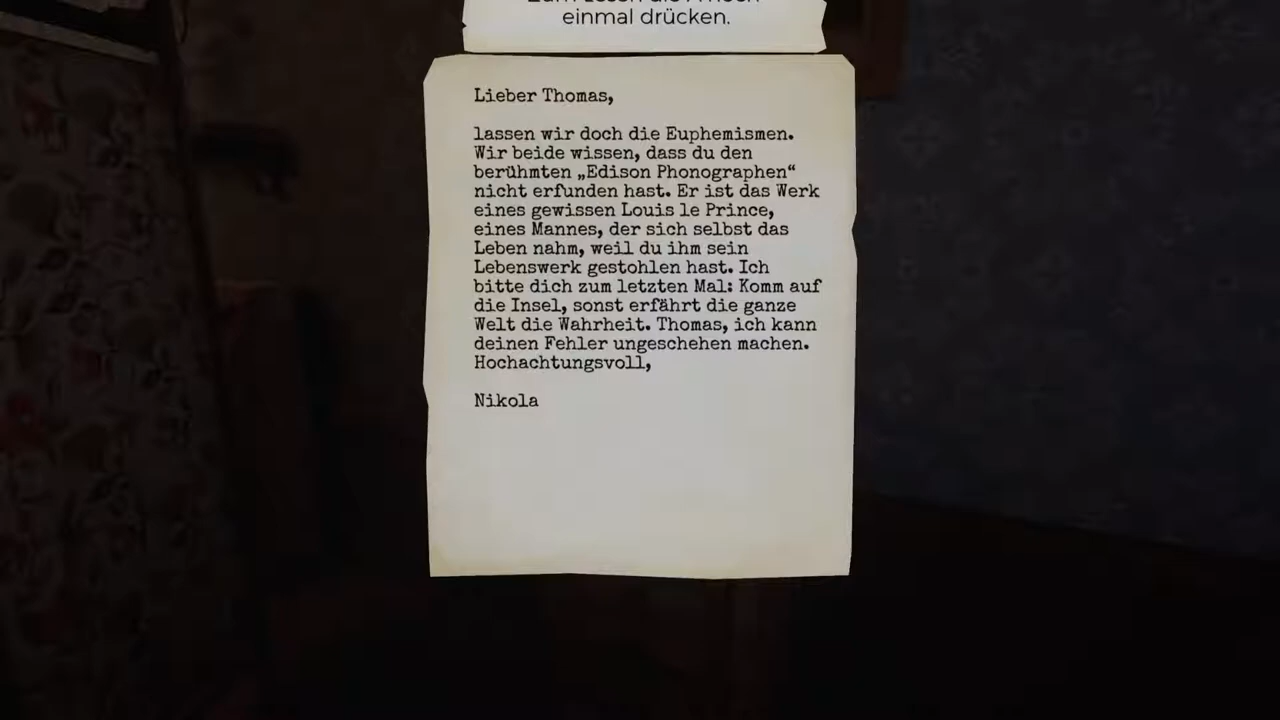 einmal drücken.
Lieber Thomas,
lassen wir doch die Euphemismen.
Wir beide wissen, dass du den
berühmten „Edison Phonographen“
nicht erfunden hast. Er ist das Werk
eines gewissen Louis le Prince,
eines Mannes, der sich selbst das
Leben nahm, weil du ihm sein
Lebenswerk gestohlen hast. Ich
bitte dich zum letzten Mal: Komm auf
die Insel, sonst erfährt die ganze
Welt die Wahrheit. Thomas, ich kann
deinen Fehler ungeschehen machen.
Hochachtungsvoll,
Nikola